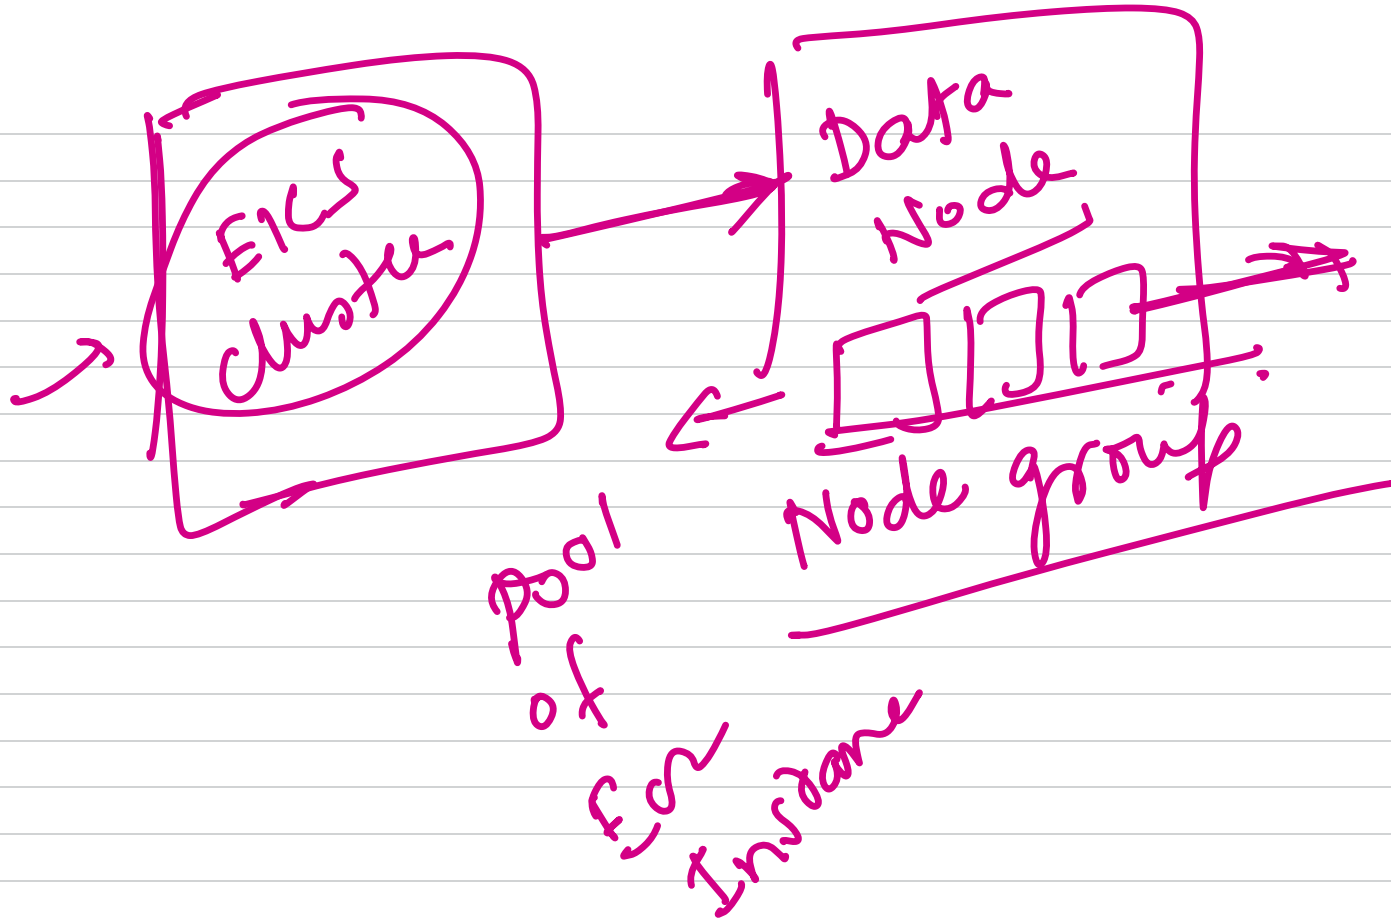 EKS
cluster
Data
Node
Node group
pool
of
Ec2
Instance